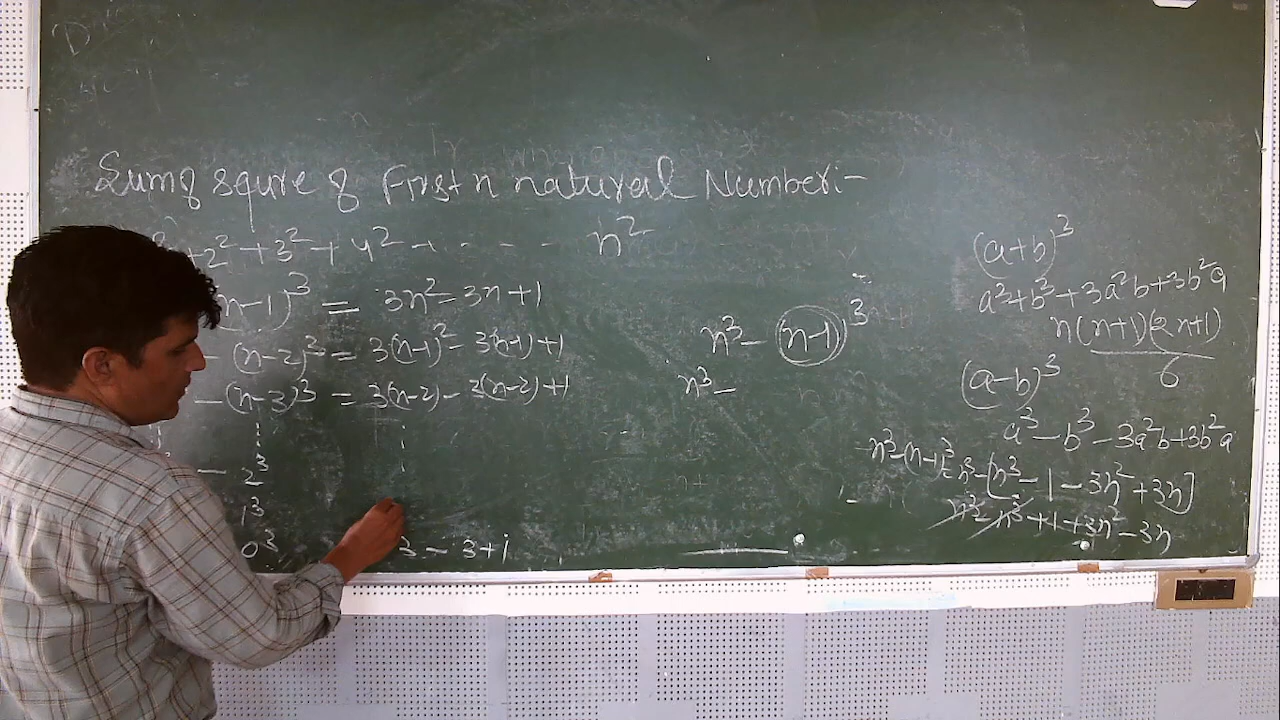 Sum of squre of First n natural Number:-
+2² + 3² + 4² + - - - - n²
n-1)³ = 3n² - 3n + 1
- (n-2)³ = 3(n-1)² - 3(n-1) + 1
- (n-3)³ = 3(n-2) - 3(n-2) + 1
- 2³
1³
0³
3 - 3 + 1
n³ - (n-1)³
n³ -
(a+b)³
a³ + b³ + 3a²b + 3b²a
n(n+1)(2n+1)
6
(a-b)³
a³ - b³ - 3a²b + 3b²a
n³ - (n-1)³ = n³ - [n³ - 1 - 3n² + 3n]
n³ - n³ + 1 + 3n² - 3n